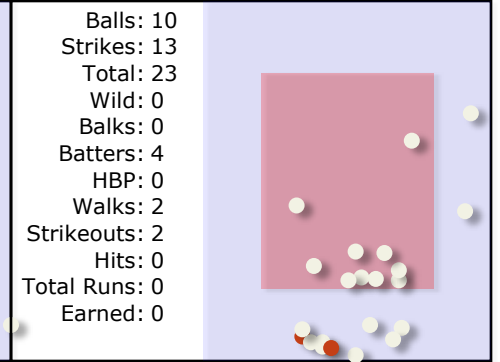 Balls: 10
Strikes: 13
Total: 23
Wild: 0
Balks: 0
Batters: 4
HBP: 0
Walks: 2
Strikeouts: 2
Hits: 0
Total Runs: 0
Earned: 0